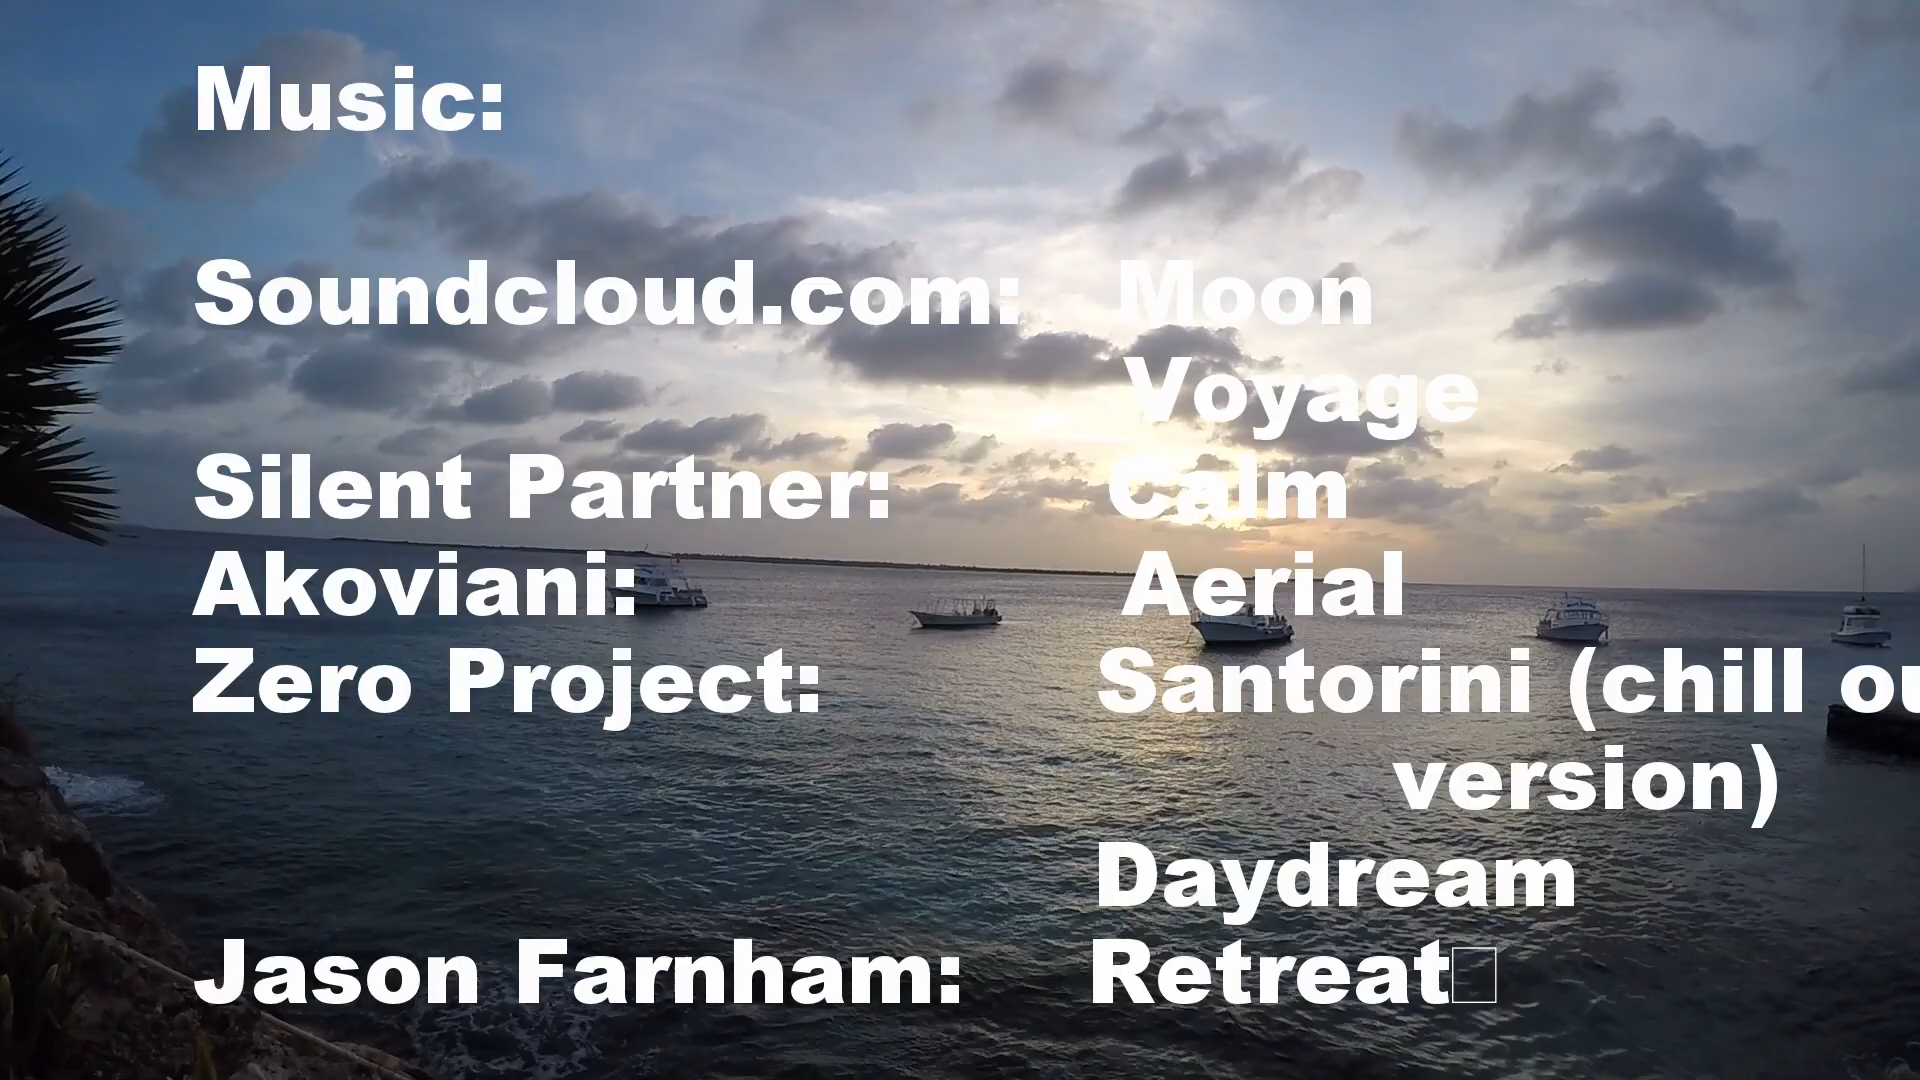 Music:
Soundcloud.com: Moon
Voyage
Silent Partner: Calm
Akoviani: Aerial
Zero Project: Santorini (chill ou
version)
Daydream
Jason Farnham: Retreat